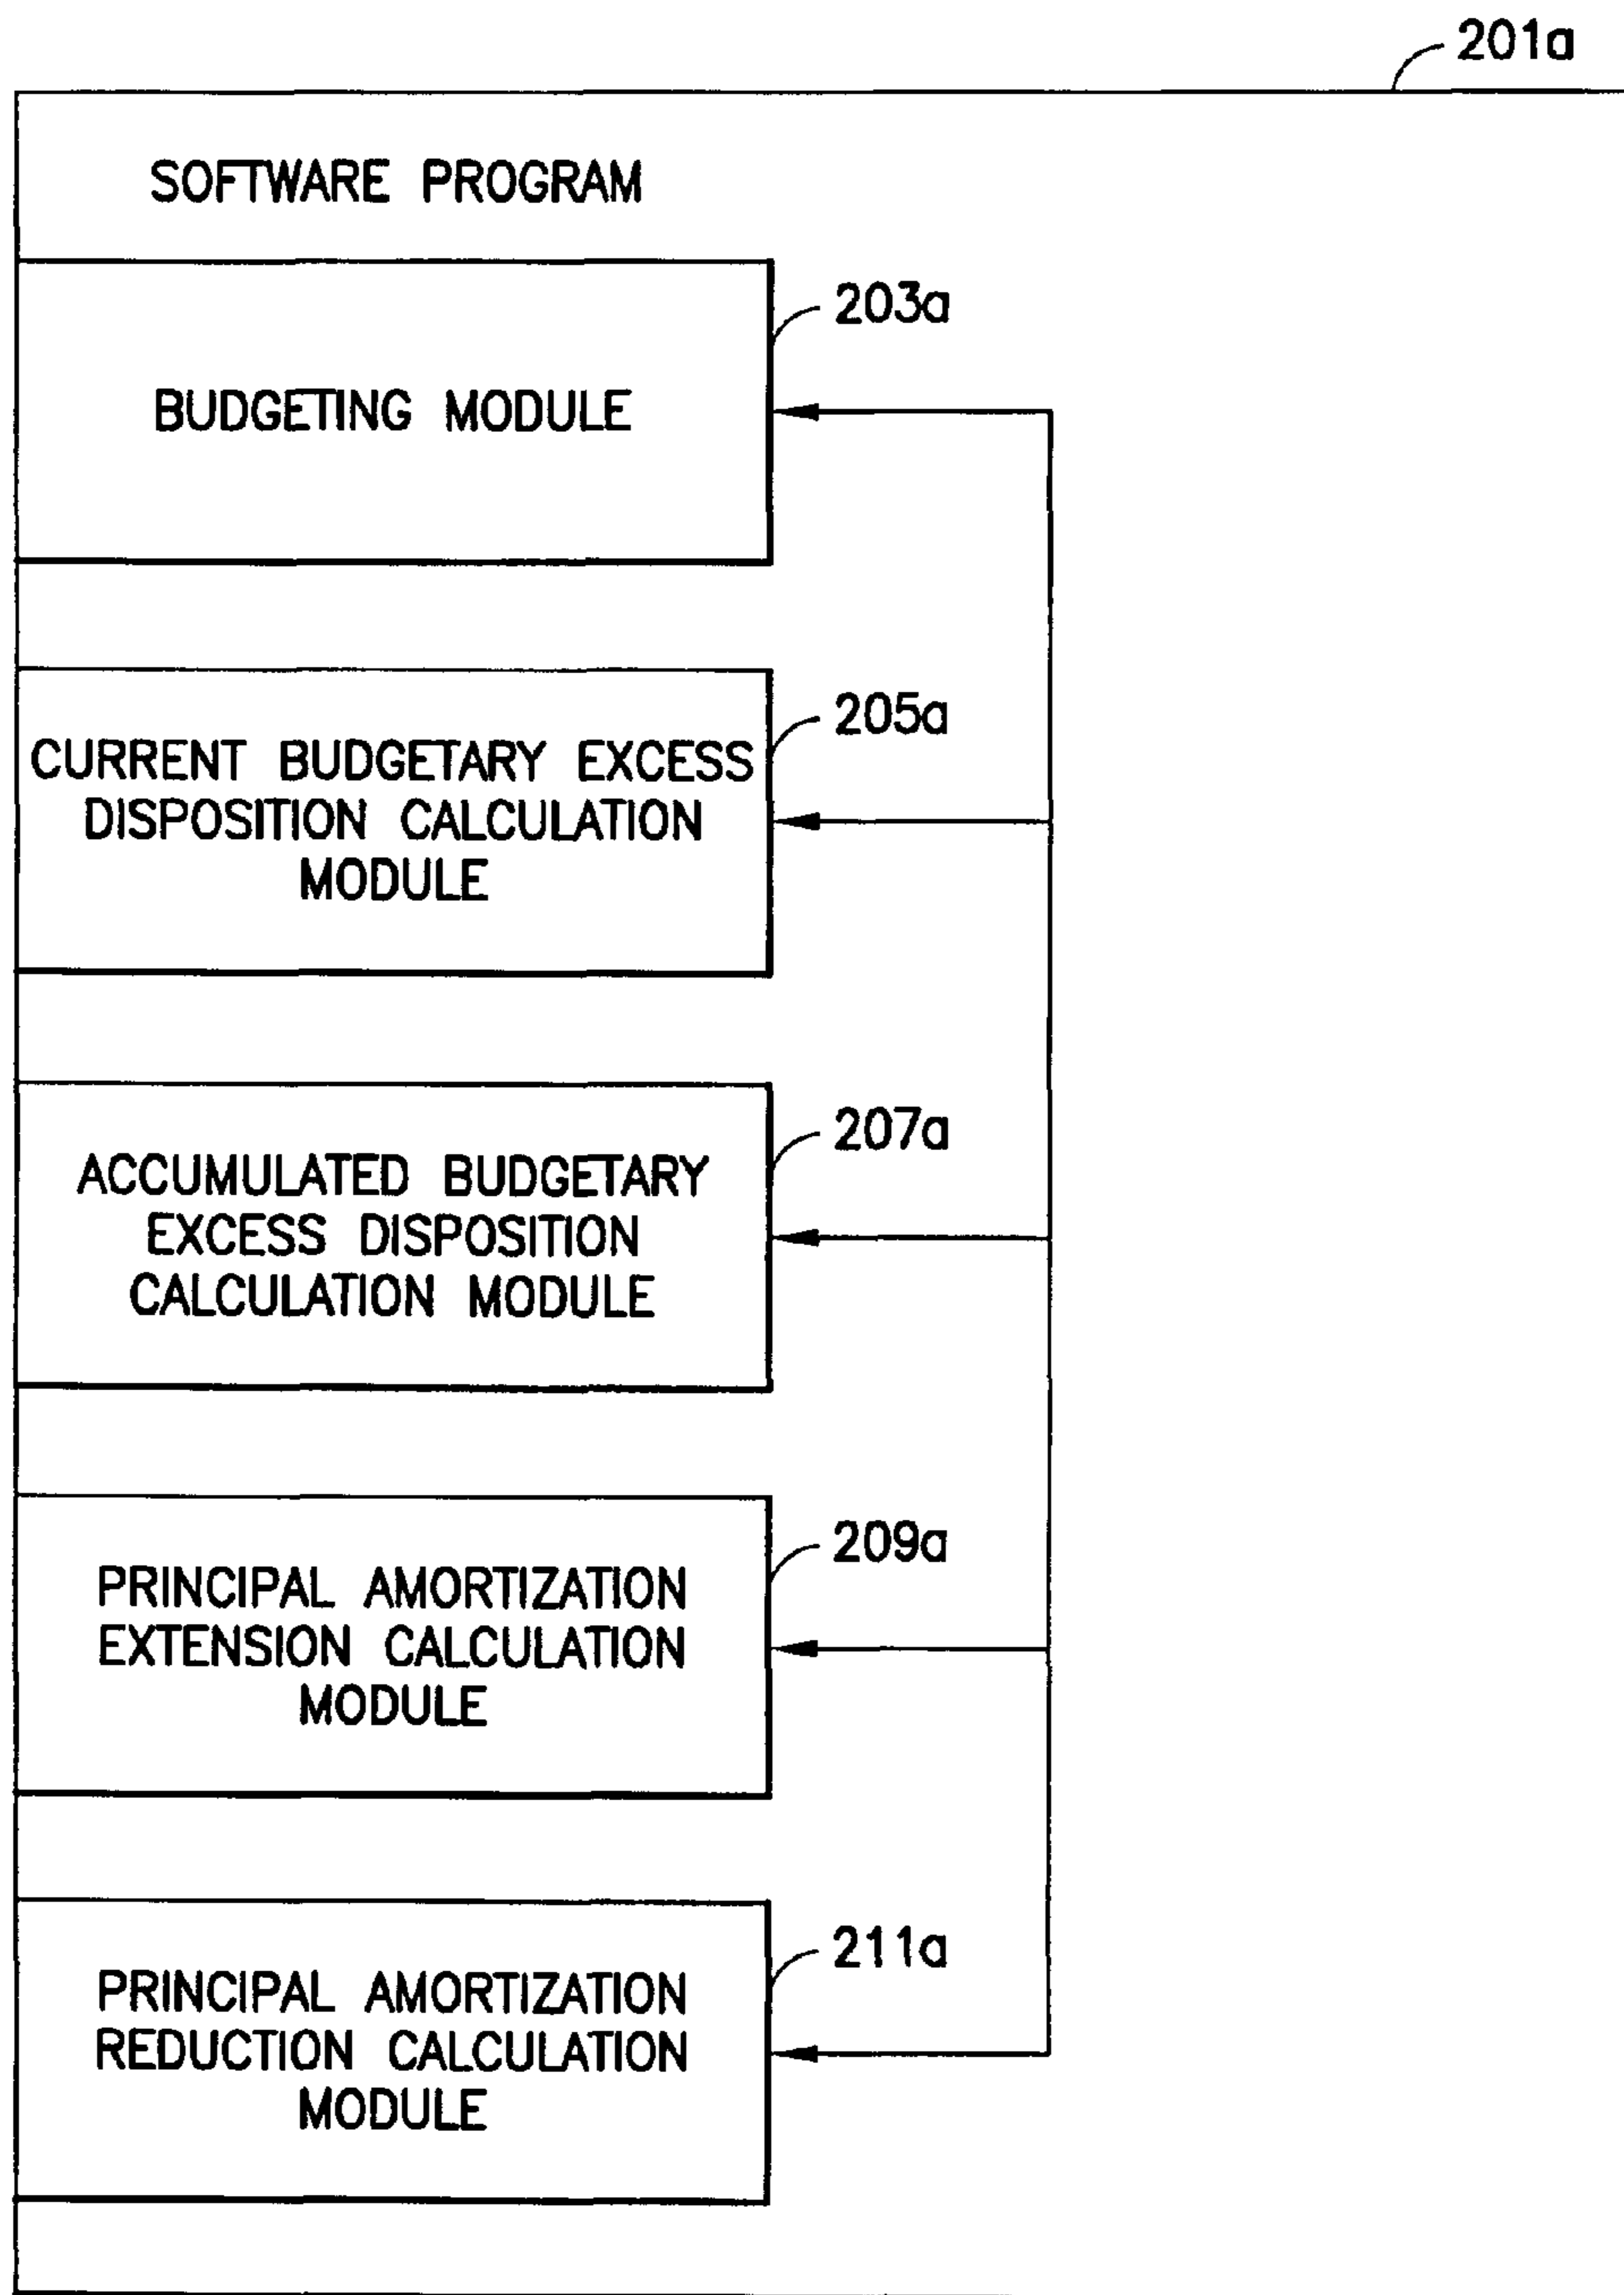 201a
SOFTWARE PROGRAM
203a
BUDGETING MODULE
205a
CURRENT BUDGETARY EXCESS
DISPOSITION CALCULATION
MODULE
207a
ACCUMULATED BUDGETARY
EXCESS DISPOSITION
CALCULATION MODULE
209a
PRINCIPAL AMORTIZATION
EXTENSION CALCULATION
MODULE
211a
PRINCIPAL AMORTIZATION
REDUCTION CALCULATION
MODULE